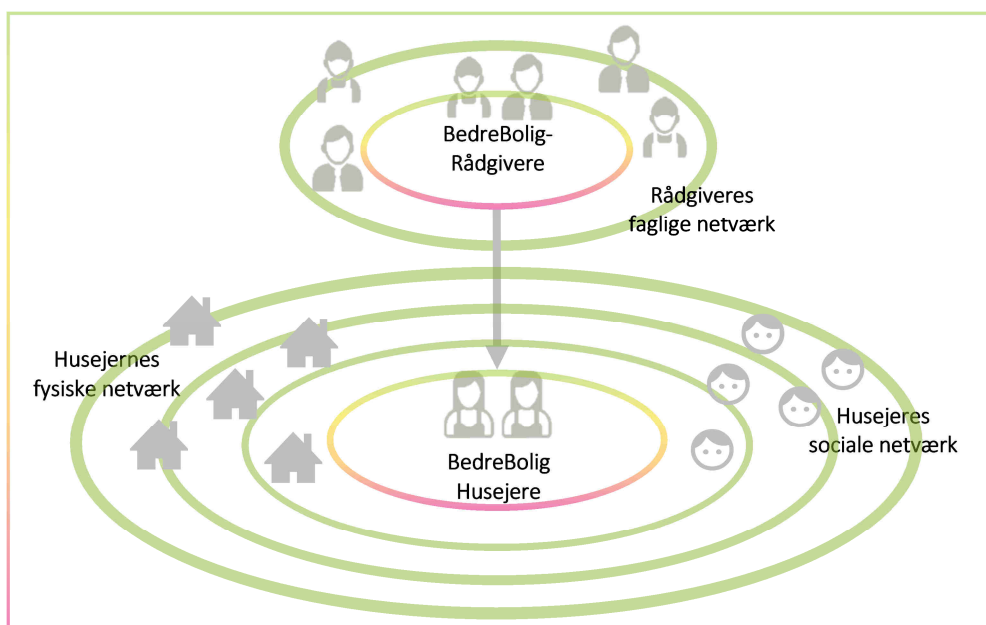 BedreBolig-
Rådgivere
Rådgiveres
faglige netværk
Husejernes
fysiske netværk
Husejeres
sociale netværk
BedreBolig
Husejere